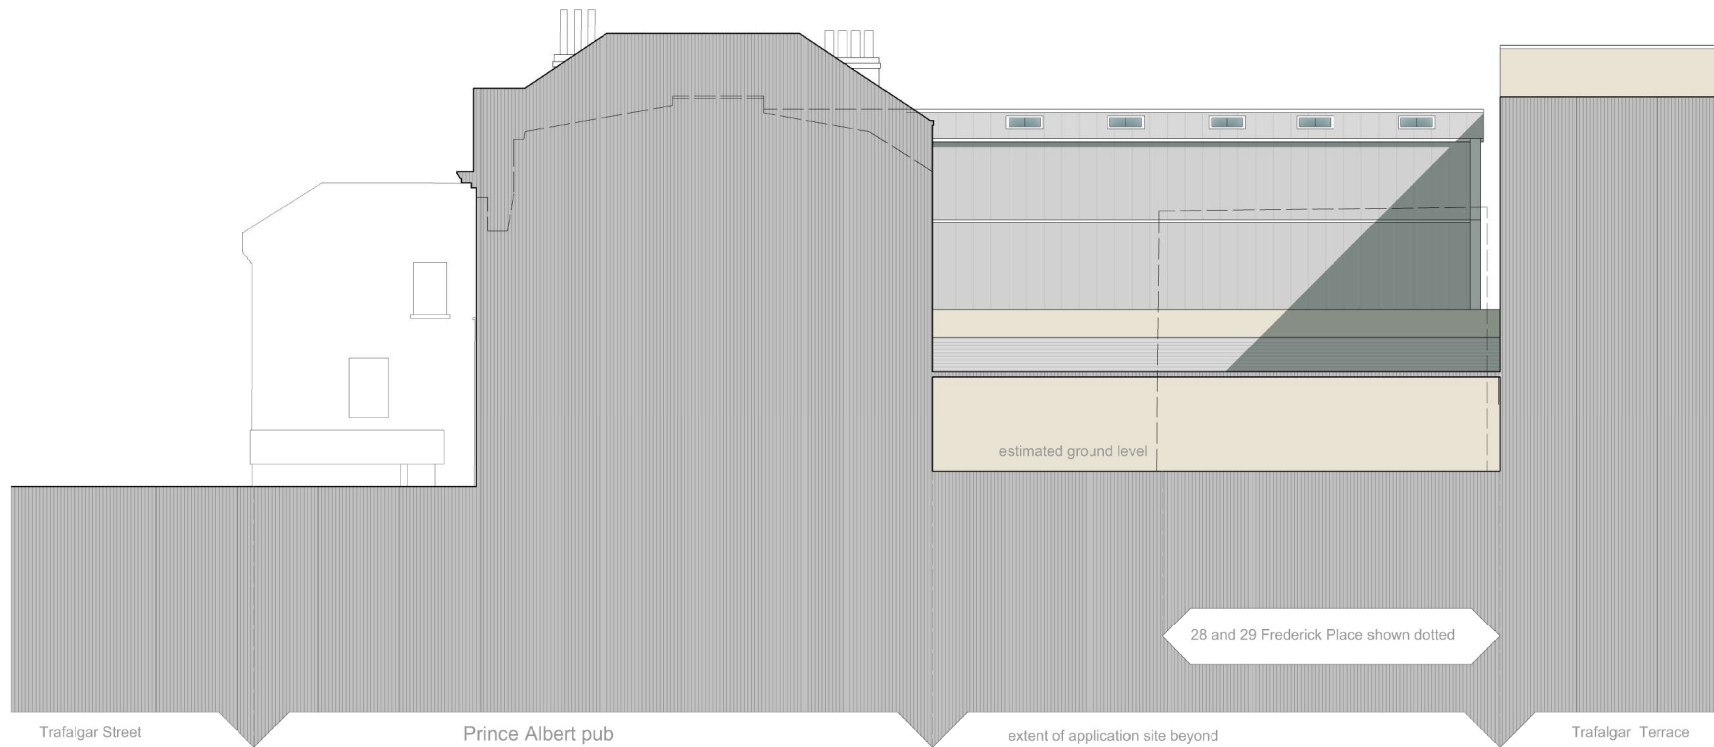 estimated ground level
28 and 29 Frederick Place shown dotted
Trafalgar Street
Prince Albert pub
extent of application site beyond
Trafalgar Terrace